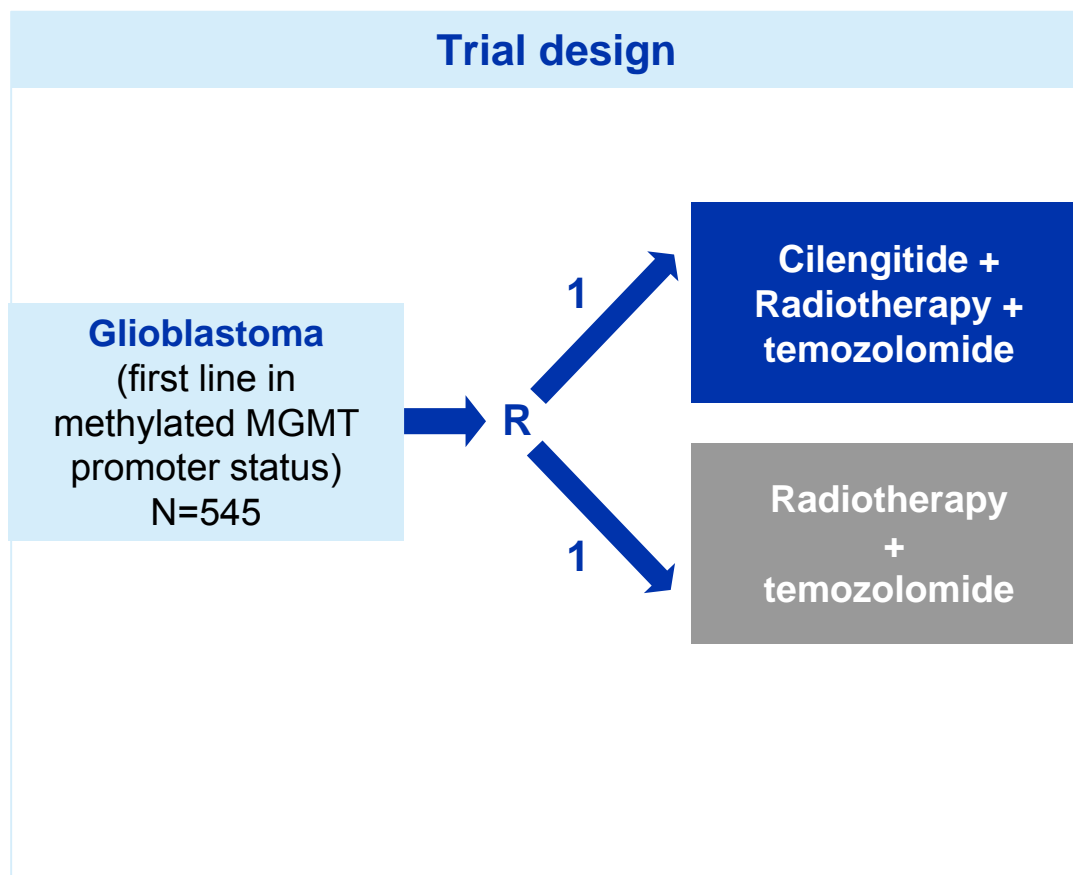 Trial design
Glioblastoma
(first line in
methylated MGMT
promoter status)
N=545
R
1
1
Cilengitide +
Radiotherapy +
temozolomide
Radiotherapy
+
temozolomide